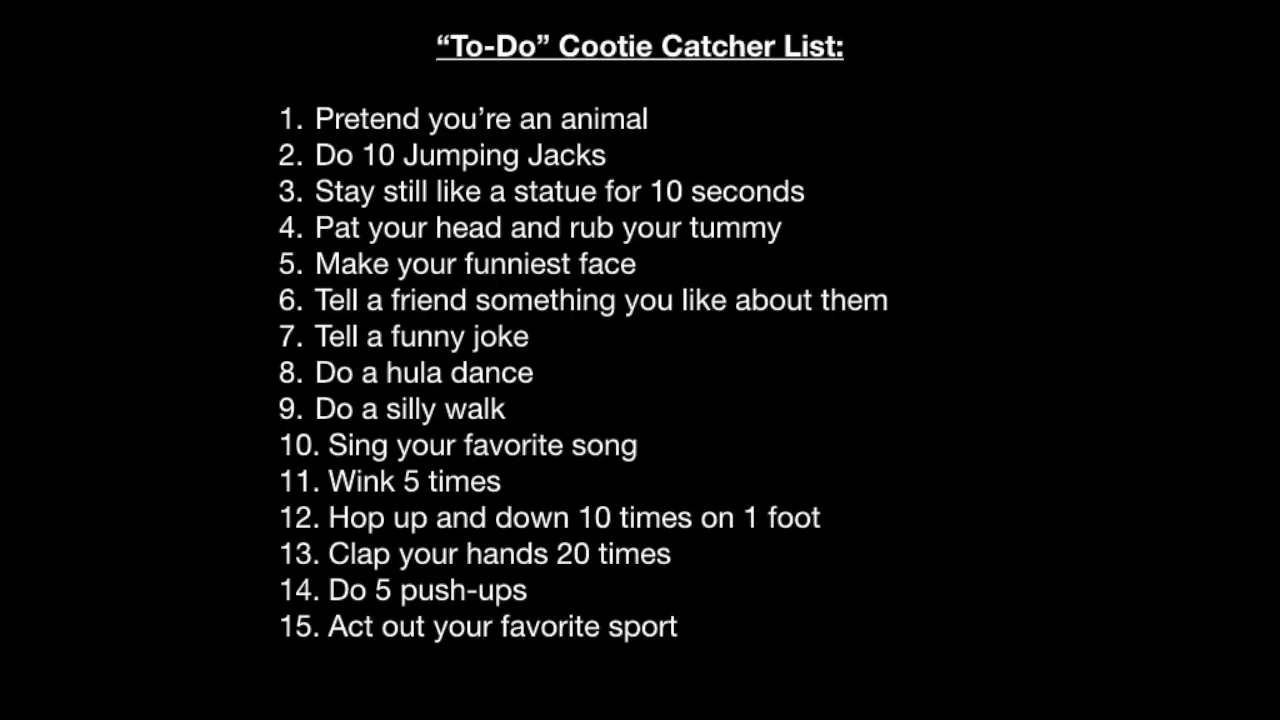 “To-Do” Cootie Catcher List:
1. Pretend you’re an animal
2. Do 10 Jumping Jacks
3. Stay still like a statue for 10 seconds
4. Pat your head and rub your tummy
5. Make your funniest face
6. Tell a friend something you like about them
7. Tell a funny joke
8. Do a hula dance
9. Do a silly walk
10. Sing your favorite song
11. Wink 5 times
12. Hop up and down 10 times on 1 foot
13. Clap your hands 20 times
14. Do 5 push-ups
15. Act out your favorite sport